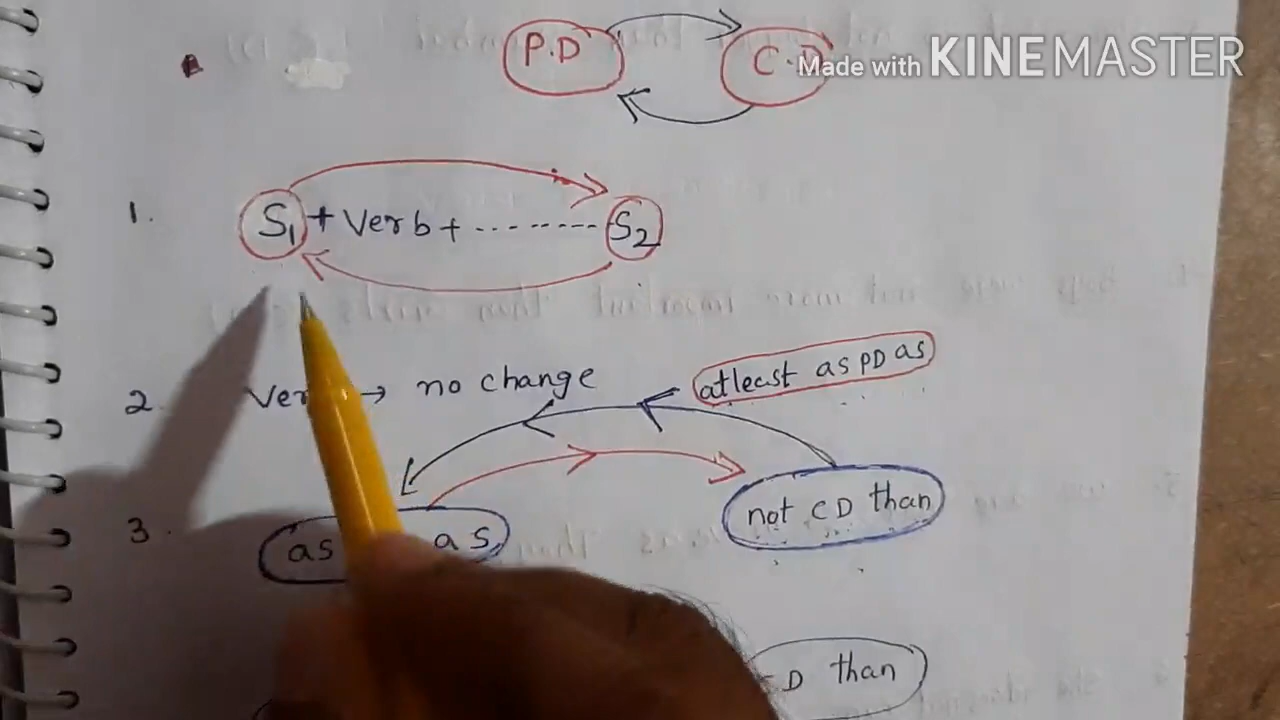 P.D C.D
Made with KINEMASTER
1. S1 + Verb + -------- S2
2. Ver → no change atleast as PD as
3. as as not CD than
D than